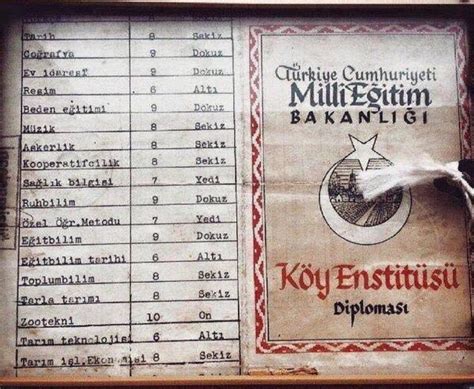 Tarih 8 Sekiz
Coğrafya 9 Dokuz
Ev idaresi 9 Dokuz
Resim 6 Altı
Beden eğitimi 9 Dokuz
Müzik 8 Sekiz
Askerlik 8 Sekiz
Kooperatifcilik 8 Sekiz
Sağlık bilgisi 7 Yedi
Ruhbilim 9 Dokuz
Özel Öğr.Metodu 7 Yedi
Eğitbilim 9 Dokuz
Eğitbilim tarihi 6 Altı
Toplumbilim 8 Sekiz
Tarla tarımı 8 Sekiz
Zootekni 10 On
Tarım teknolojisi 6 Altı
Tarım işl.Ekonomisi 8 Sekiz
Türkiye Cumhuriyeti
Milli Eğitim
BAKANLIĞI
Köy Enstitüsü
Diploması